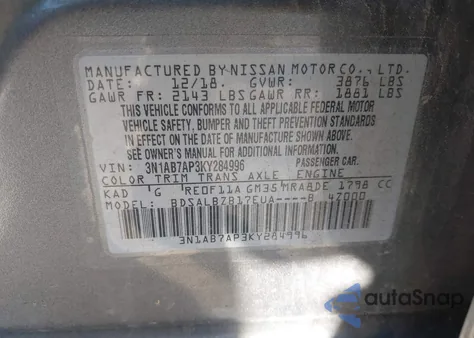 MANUFACTURED BY NISSAN MOTOR CO., LTD.
DATE: 12/18. GVWR: 3876 LBS
GAWR FR: 2143 LBS GAWR RR: 1881 LBS
THIS VEHICLE CONFORMS TO ALL APPLICABLE FEDERAL MOTOR
VEHICLE SAFETY, BUMPER AND THEFT PREVENTION STANDARDS
IN EFFECT ON THE DATE OF MANUFACTURE SHOWN ABOVE.
SEE OWNER'S MANUAL FOR ADDITIONAL INFORMATION.
VIN: 3N1AB7AP3KY284996 PASSENGER CAR.
COLOR TRIM TRANS AXLE ENGINE
KAD G RE0F11A GM35 MRA8DE 1798 CC
MODEL: BDSALBZB17EUA----B 4Z000
3N1AB7AP3KY284996
autoSnap